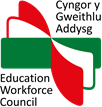 Cyngor y
Gweithlu
Addysg
Education
Workforce
Council